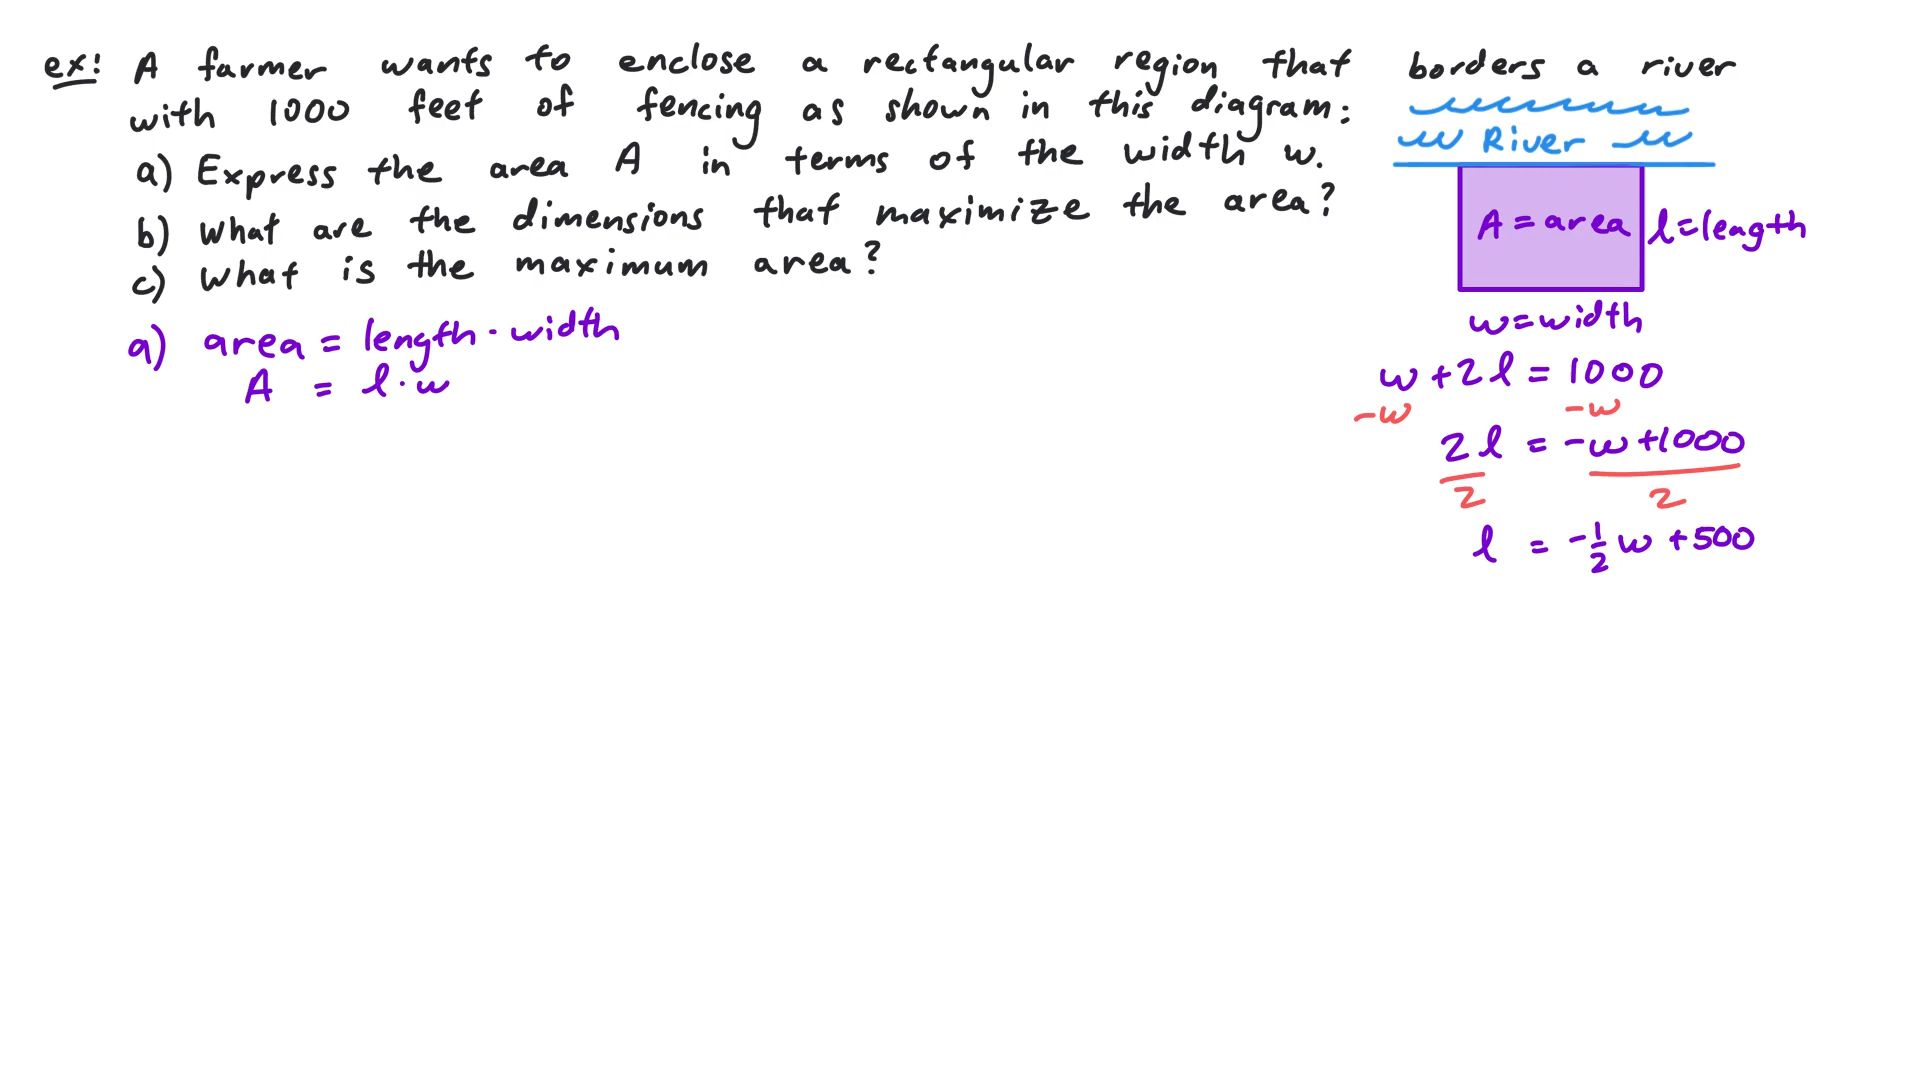 ex: A farmer wants to enclose a rectangular region that borders a river
with 1000 feet of fencing as shown in this diagram:
a) Express the area A in terms of the width w.
b) What are the dimensions that maximize the area?
c) What is the maximum area?
River
A = area
l = length
w = width
a) area = length · width
A = l · w
w + 2l = 1000
-w -w
2l = -w + 1000
2 2
l = -1/2 w + 500